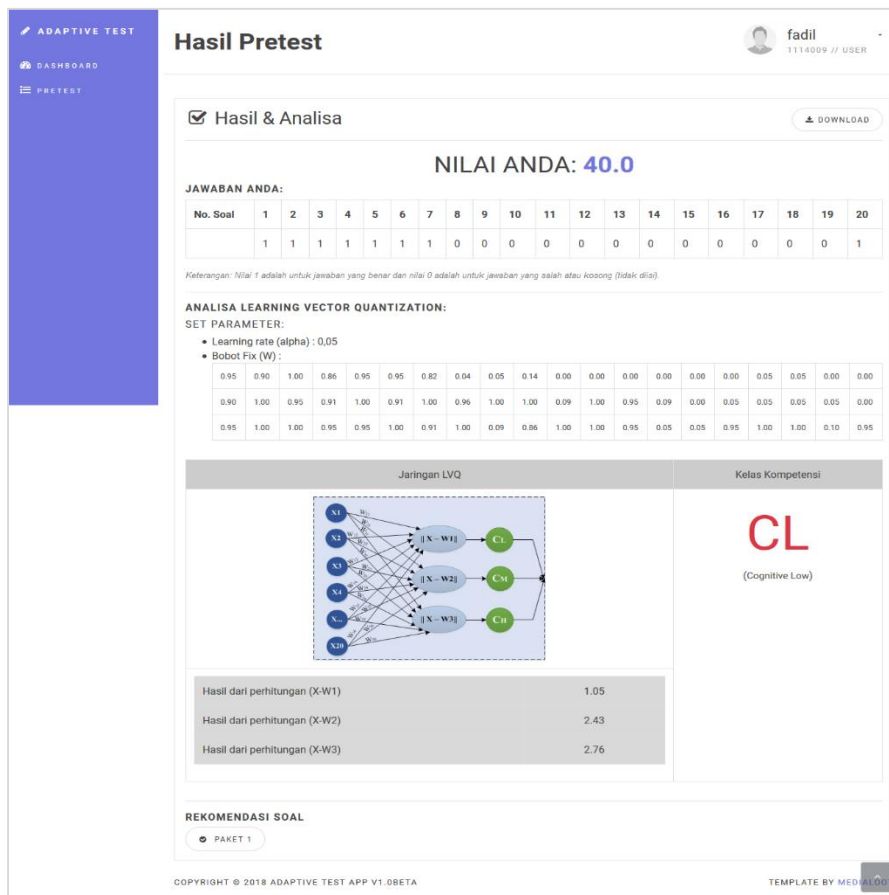 ADAPTIVE TEST
DASHBOARD
PRETEST
Hasil Pretest
fadil
1114009 // USER
Hasil & Analisa
DOWNLOAD
NILAI ANDA: 40.0
JAWABAN ANDA:
No. Soal 1 2 3 4 5 6 7 8 9 10 11 12 13 14 15 16 17 18 19 20
1 1 1 1 1 1 1 0 0 0 0 0 0 0 0 0 0 0 0 1
Keterangan: Nilai 1 adalah untuk jawaban yang benar dan nilai 0 adalah untuk jawaban yang salah atau kosong (tidak diisi).
ANALISA LEARNING VECTOR QUANTIZATION:
SET PARAMETER:
• Learning rate (alpha) : 0,05
• Bobot Fix (W) :
0.95 0.90 1.00 0.86 0.95 0.95 0.82 0.04 0.05 0.14 0.00 0.00 0.00 0.00 0.00 0.00 0.05 0.05 0.00 0.00
0.90 1.00 0.95 0.91 1.00 0.91 1.00 0.96 1.00 1.00 0.09 1.00 0.95 0.09 0.00 0.05 0.05 0.05 0.05 0.00
0.95 1.00 1.00 0.95 0.95 1.00 0.91 1.00 0.09 0.86 1.00 1.00 0.95 0.05 0.05 0.95 1.00 1.00 0.10 0.95
Jaringan LVQ
Kelas Kompetensi
X1
X2
X3
X4
X...
X20
|| X – W1||
|| X – W2||
|| X – W3||
CL
CM
CH
CL
(Cognitive Low)
Hasil dari perhitungan (X-W1) 1.05
Hasil dari perhitungan (X-W2) 2.43
Hasil dari perhitungan (X-W3) 2.76
REKOMENDASI SOAL
PAKET 1
COPYRIGHT © 2018 ADAPTIVE TEST APP V1.0BETA
TEMPLATE BY